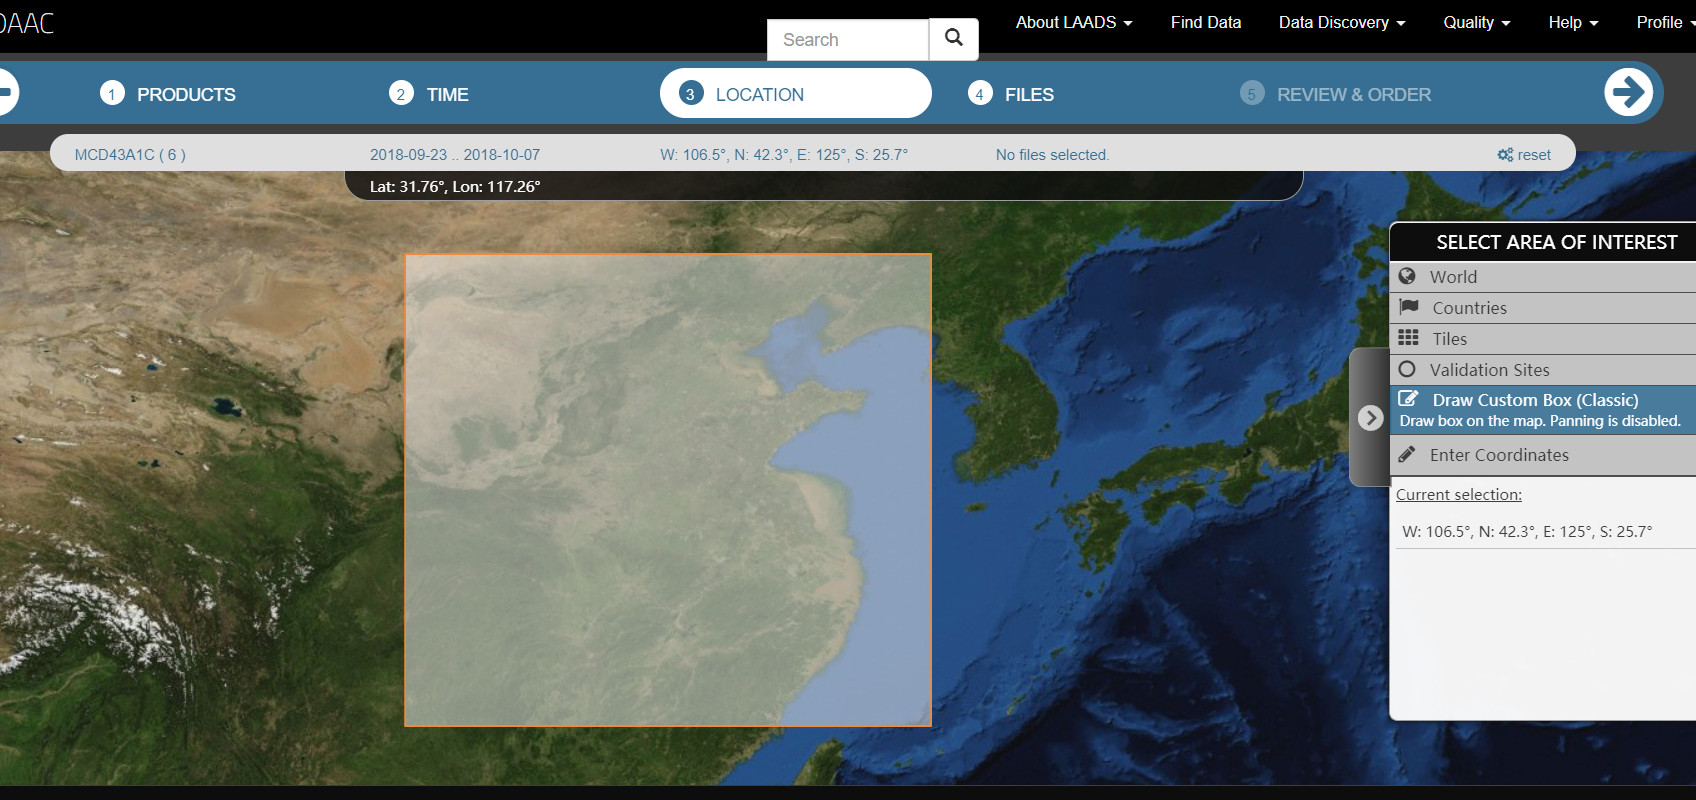 DAAC
Search
About LAADS
Find Data
Data Discovery
Quality
Help
Profile
1 PRODUCTS
2 TIME
3 LOCATION
4 FILES
5 REVIEW & ORDER
MCD43A1C ( 6 )
2018-09-23 .. 2018-10-07
W: 106.5°, N: 42.3°, E: 125°, S: 25.7°
No files selected.
reset
Lat: 31.76°, Lon: 117.26°
SELECT AREA OF INTEREST
World
Countries
Tiles
Validation Sites
Draw Custom Box (Classic)
Draw box on the map. Panning is disabled.
Enter Coordinates
Current selection:
W: 106.5°, N: 42.3°, E: 125°, S: 25.7°